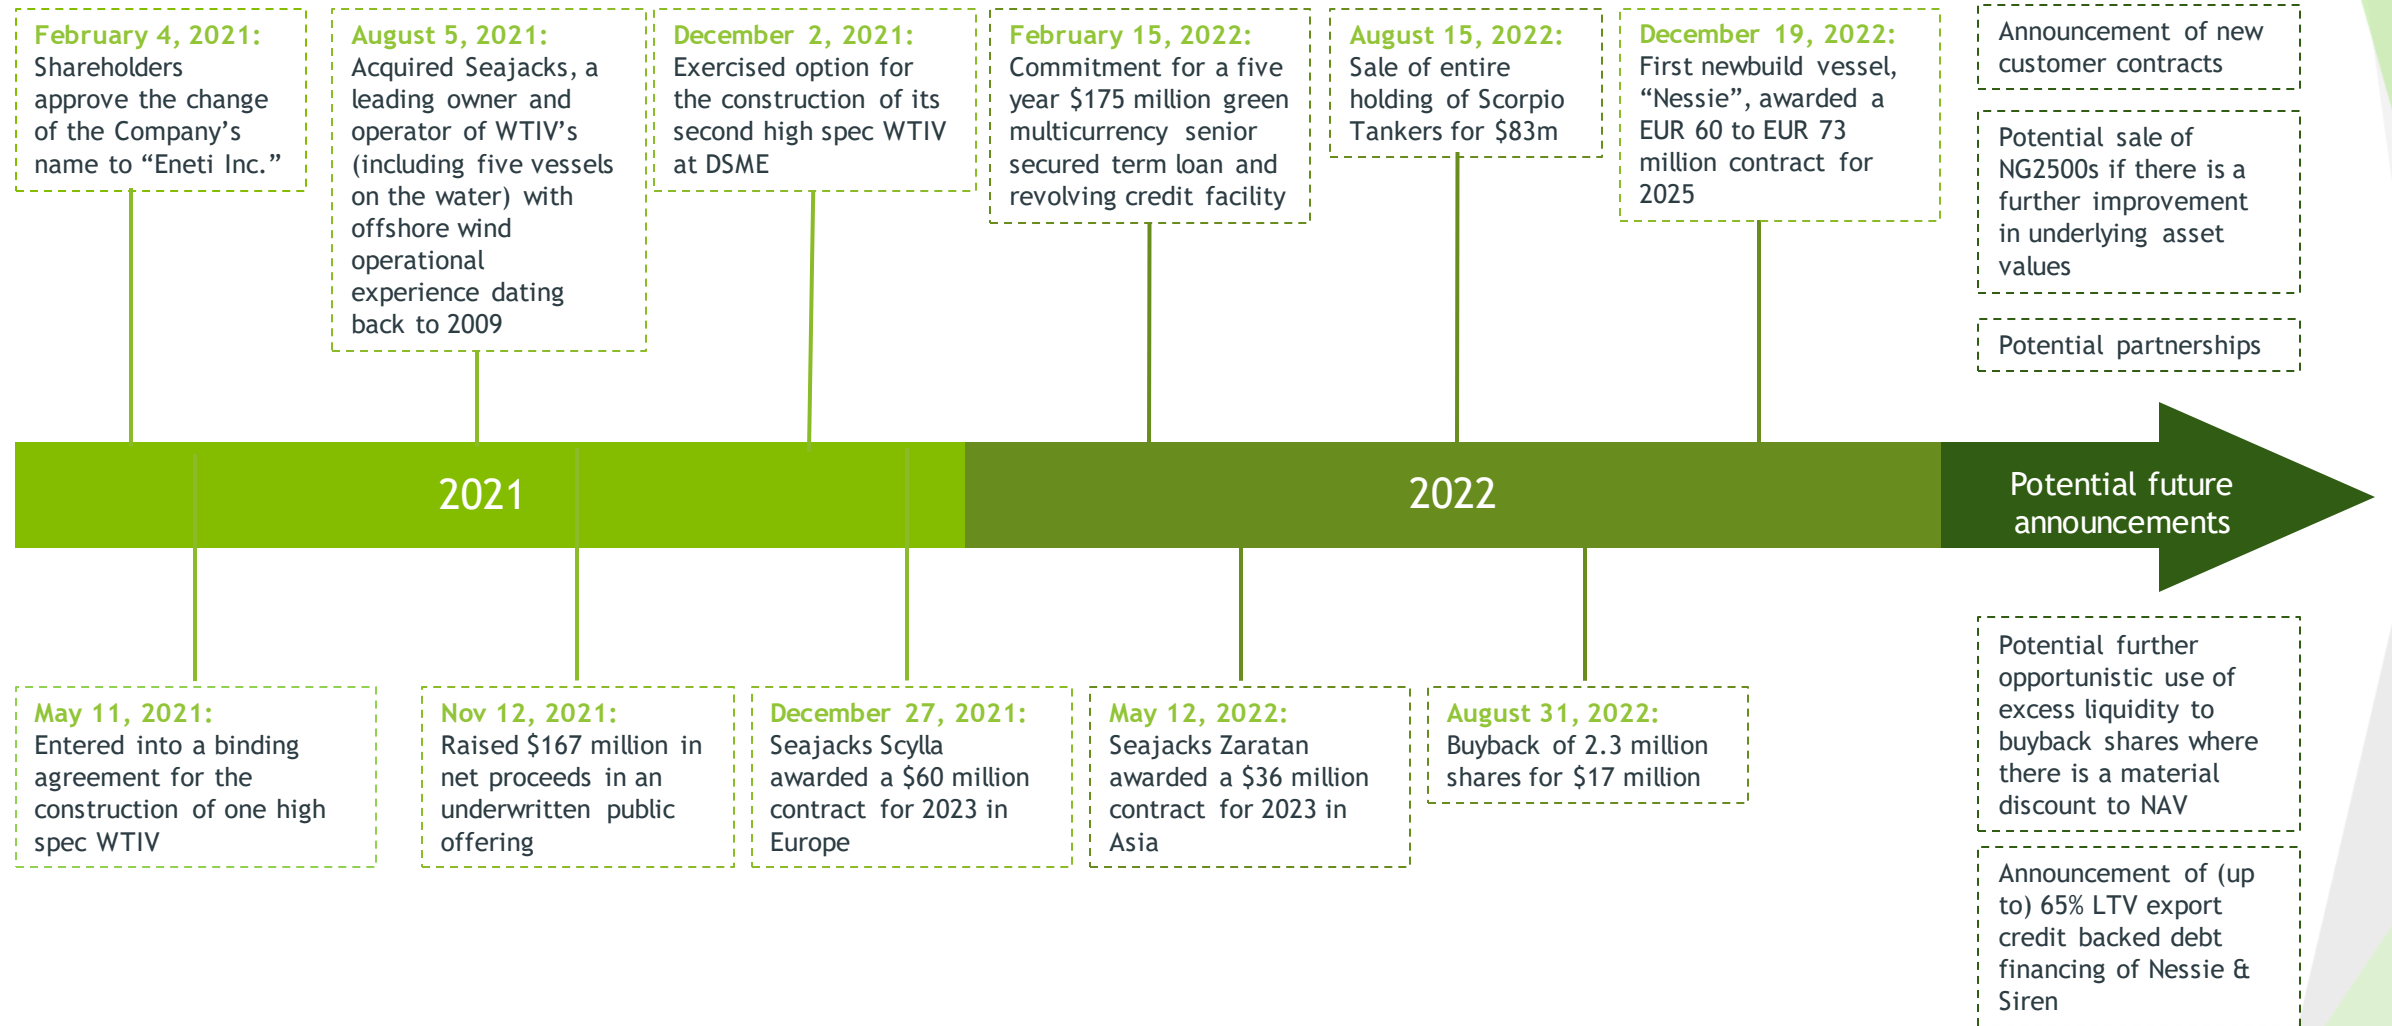 February 4, 2021:
Shareholders
approve the change
of the Company’s
name to “Eneti Inc.”
August 5, 2021:
Acquired Seajacks, a
leading owner and
operator of WTIV’s
(including five vessels
on the water) with
offshore wind
operational
experience dating
back to 2009
December 2, 2021:
Exercised option for
the construction of its
second high spec WTIV
at DSME
February 15, 2022:
Commitment for a five
year $175 million green
multicurrency senior
secured term loan and
revolving credit facility
August 15, 2022:
Sale of entire
holding of Scorpio
Tankers for $83m
December 19, 2022:
First newbuild vessel,
“Nessie”, awarded a
EUR 60 to EUR 73
million contract for
2025
Announcement of new
customer contracts
Potential sale of
NG2500s if there is a
further improvement
in underlying asset
values
Potential partnerships
2021
2022
Potential future
announcements
May 11, 2021:
Entered into a binding
agreement for the
construction of one high
spec WTIV
Nov 12, 2021:
Raised $167 million in
net proceeds in an
underwritten public
offering
December 27, 2021:
Seajacks Scylla
awarded a $60 million
contract for 2023 in
Europe
May 12, 2022:
Seajacks Zaratan
awarded a $36 million
contract for 2023 in
Asia
August 31, 2022:
Buyback of 2.3 million
shares for $17 million
Potential further
opportunistic use of
excess liquidity to
buyback shares where
there is a material
discount to NAV
Announcement of (up
to) 65% LTV export
credit backed debt
financing of Nessie &
Siren